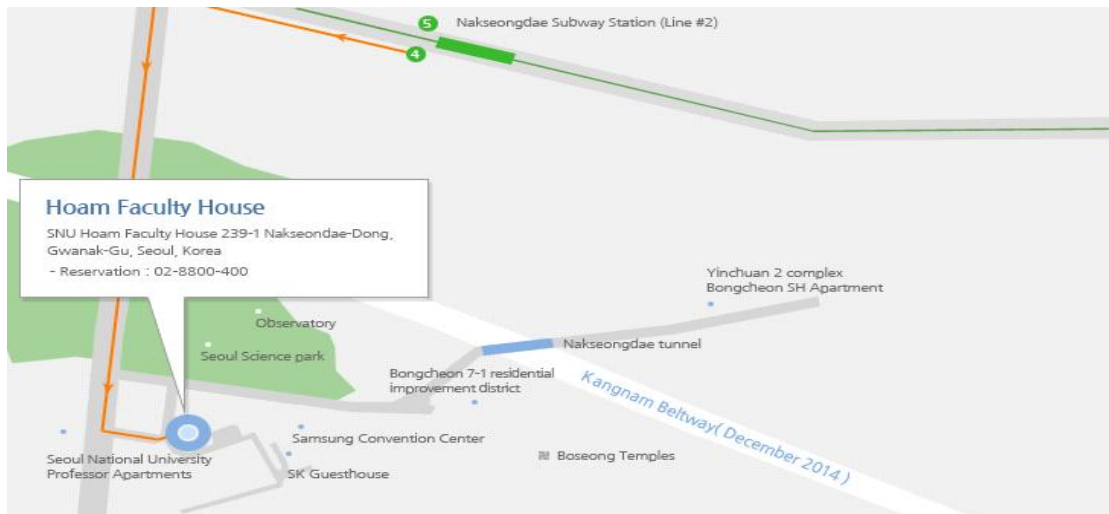 5
Nakseongdae Subway Station (Line #2)
4
Hoam Faculty House
SNU Hoam Faculty House 239-1 Nakseondae-Dong,
Gwanak-Gu, Seoul, Korea
- Reservation : 02-8800-400
Yinchuan 2 complex
Bongcheon SH Apartment
Observatory
Seoul Science park
Nakseongdae tunnel
Bongcheon 7-1 residential
improvement district
Kangnam Beltway( December 2014 )
Samsung Convention Center
Seoul National University
Professor Apartments
SK Guesthouse
卍 Boseong Temples